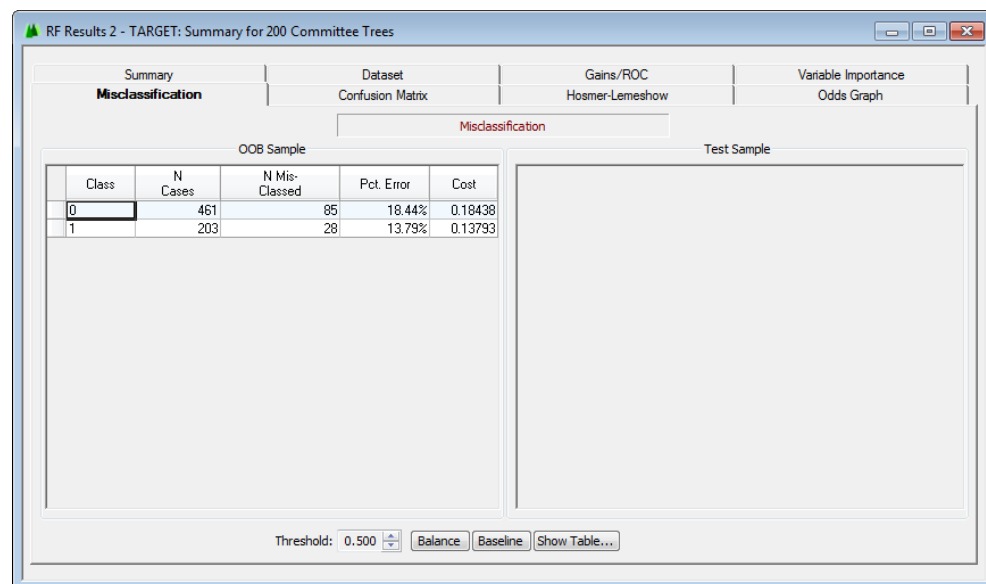 RF Results 2 - TARGET: Summary for 200 Committee Trees
Summary Dataset Gains/ROC Variable Importance
Misclassification Confusion Matrix Hosmer-Lemeshow Odds Graph
Misclassification
OOB Sample Test Sample
Class N Cases N Mis-Classed Pct. Error Cost
0 461 85 18.44% 0.18438
1 203 28 13.79% 0.13793
Threshold: 0.500 Balance Baseline Show Table...